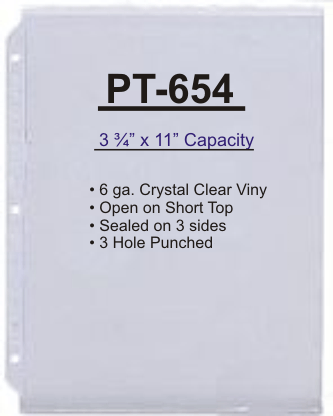 PT-654
3 ¾” x 11” Capacity
• 6 ga. Crystal Clear Viny
• Open on Short Top
• Sealed on 3 sides
• 3 Hole Punched